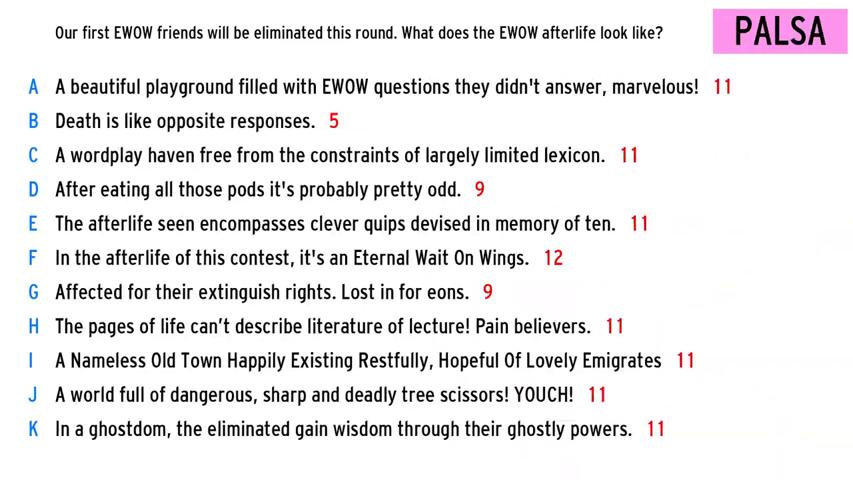 Our first EWOW friends will be eliminated this round. What does the EWOW afterlife look like?
PALSA
A A beautiful playground filled with EWOW questions they didn't answer, marvelous! 11
B Death is like opposite responses. 5
C A wordplay haven free from the constraints of largely limited lexicon. 11
D After eating all those pods it's probably pretty odd. 9
E The afterlife seen encompasses clever quips devised in memory of ten. 11
F In the afterlife of this contest, it's an Eternal Wait On Wings. 12
G Affected for their extinguish rights. Lost in for eons. 9
H The pages of life can't describe literature of lecture! Pain believers. 11
I A Nameless Old Town Happily Existing Restfully, Hopeful Of Lovely Emigrates 11
J A world full of dangerous, sharp and deadly tree scissors! YOUCH! 11
K In a ghostdom, the eliminated gain wisdom through their ghostly powers. 11